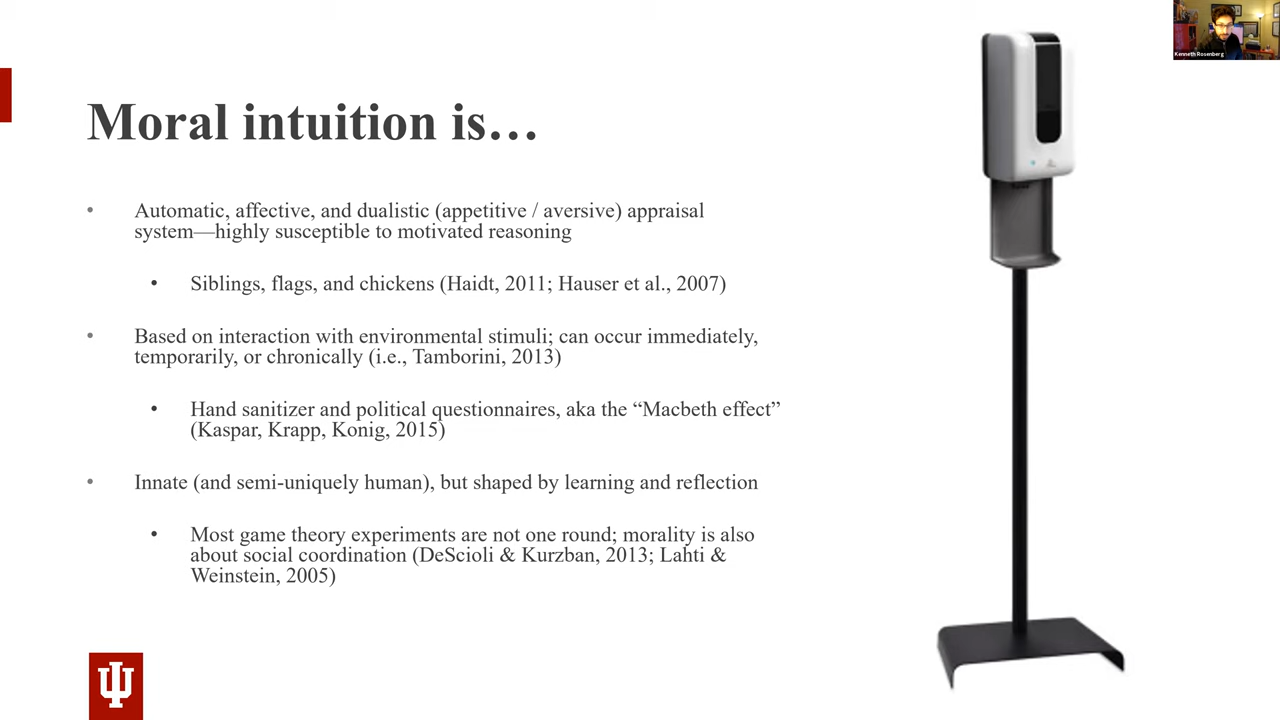 Kenneth Rosenberg
Moral intuition is…
• Automatic, affective, and dualistic (appetitive / aversive) appraisal
system—highly susceptible to motivated reasoning
• Siblings, flags, and chickens (Haidt, 2011; Hauser et al., 2007)
• Based on interaction with environmental stimuli; can occur immediately,
temporarily, or chronically (i.e., Tamborini, 2013)
• Hand sanitizer and political questionnaires, aka the “Macbeth effect”
(Kaspar, Krapp, Konig, 2015)
• Innate (and semi-uniquely human), but shaped by learning and reflection
• Most game theory experiments are not one round; morality is also
about social coordination (DeScioli & Kurzban, 2013; Lahti &
Weinstein, 2005)